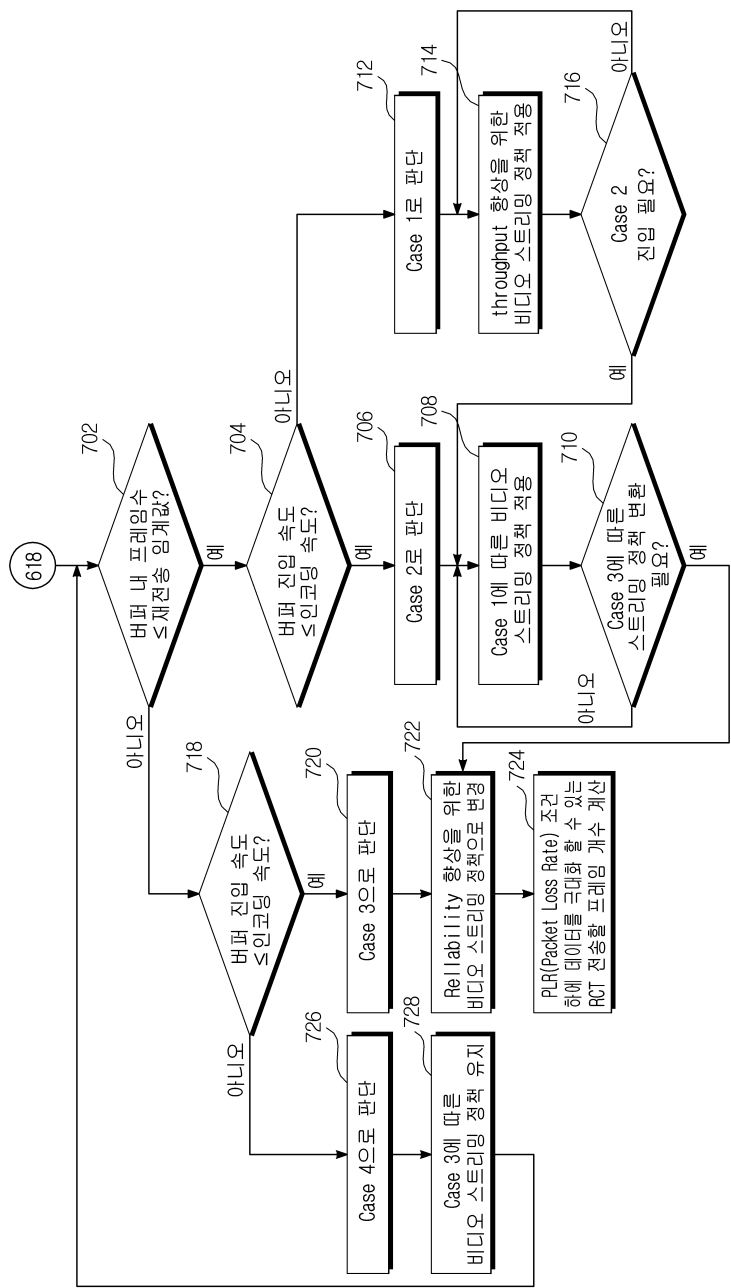 618
702
버퍼 내 프레임수
≤재전송 임계값?
아니오
예
704
버퍼 진입 속도
≤인코딩 속도?
아니오
예
706
Case 2로 판단
708
Case 1에 따른 비디오
스트리밍 정책 적용
710
Case 3에 따른
스트리밍 정책 변환
필요?
아니오
예
712
Case 1로 판단
714
throughput 향상을 위한
비디오 스트리밍 정책 적용
716
Case 2
진입 필요?
아니오
예
718
버퍼 진입 속도
≤인코딩 속도?
아니오
예
720
Case 3으로 판단
722
Rellability 향상을 위한
비디오 스트리밍 정책으로 변경
724
PLR(Packet Loss Rate) 조건
하에 데이터를 극대화 할 수 있는
RCT 전송할 프레임 개수 계산
726
Case 4으로 판단
728
Case 3에 따른
비디오 스트리밍 정책 유지